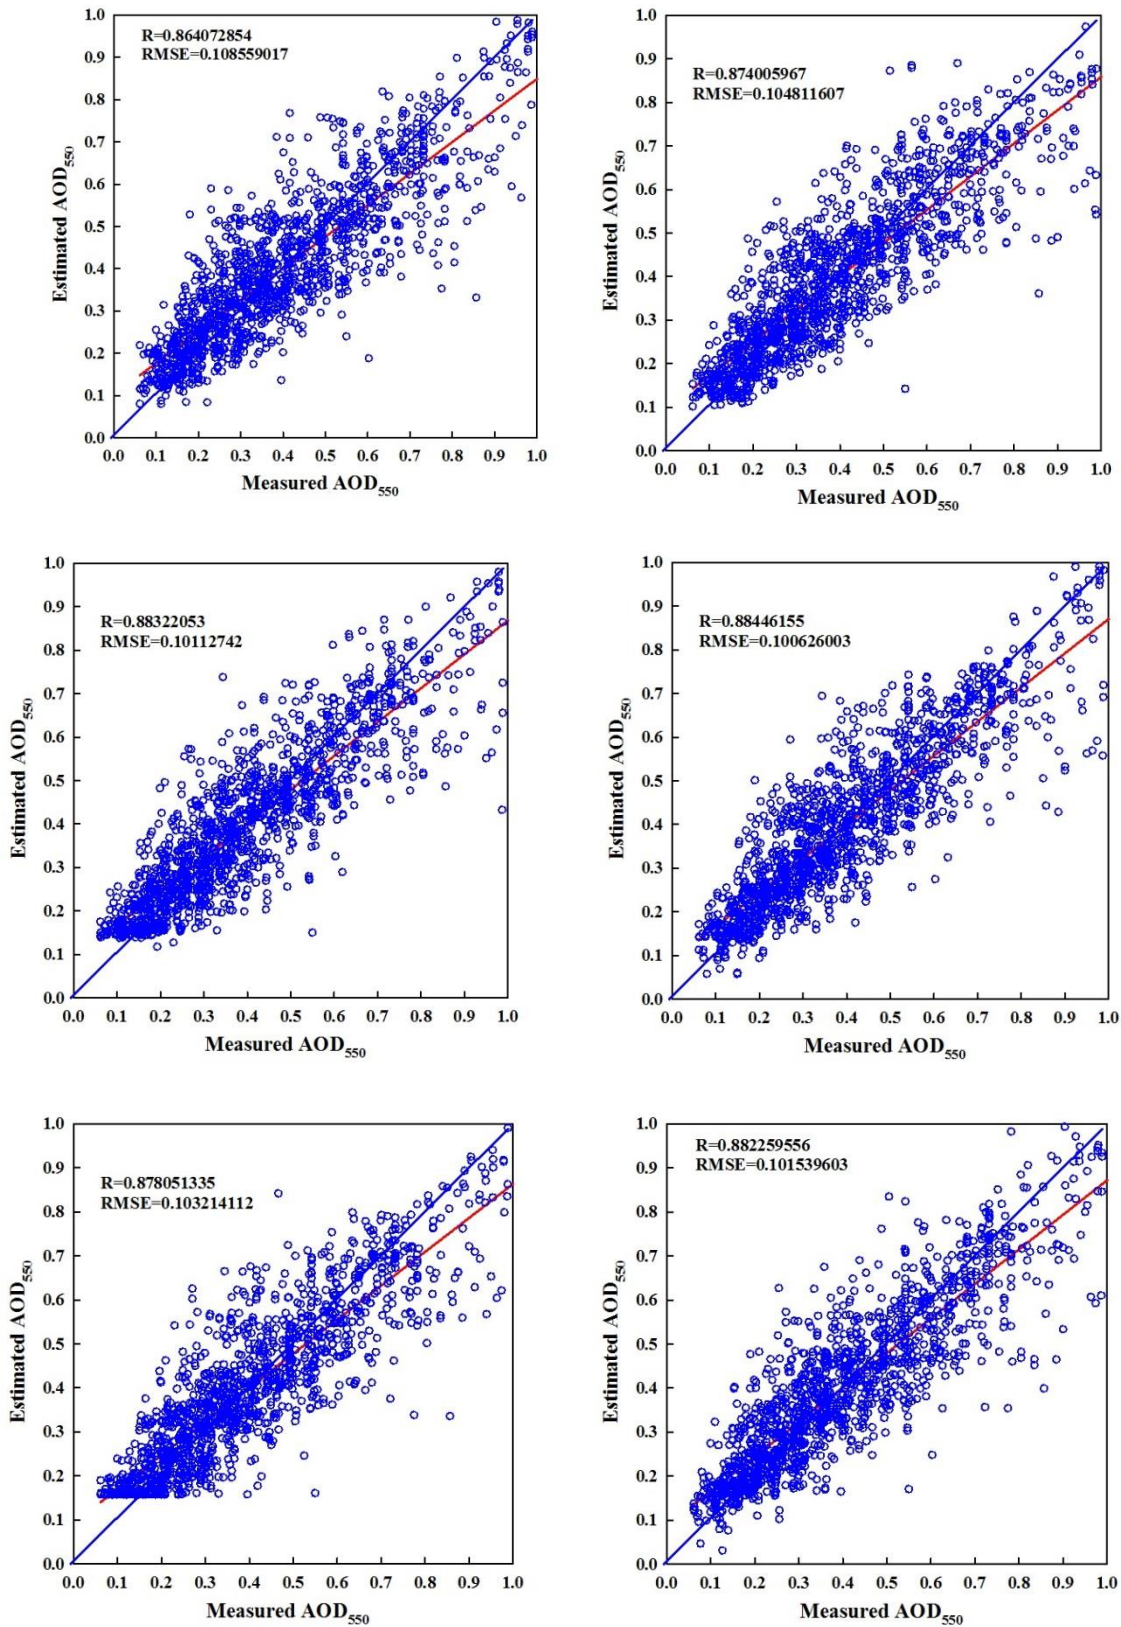 R=0.864072854
RMSE=0.108559017
Estimated AOD550
1.0
0.9
0.8
0.7
0.6
0.5
0.4
0.3
0.2
0.1
0.0
0.0 0.1 0.2 0.3 0.4 0.5 0.6 0.7 0.8 0.9 1.0
Measured AOD550
R=0.874005967
RMSE=0.104811607
Estimated AOD550
1.0
0.9
0.8
0.7
0.6
0.5
0.4
0.3
0.2
0.1
0.0
0.0 0.1 0.2 0.3 0.4 0.5 0.6 0.7 0.8 0.9 1.0
Measured AOD550
R=0.88322053
RMSE=0.10112742
Estimated AOD550
1.0
0.9
0.8
0.7
0.6
0.5
0.4
0.3
0.2
0.1
0.0
0.0 0.1 0.2 0.3 0.4 0.5 0.6 0.7 0.8 0.9 1.0
Measured AOD550
R=0.88446155
RMSE=0.100626003
Estimated AOD550
1.0
0.9
0.8
0.7
0.6
0.5
0.4
0.3
0.2
0.1
0.0
0.0 0.1 0.2 0.3 0.4 0.5 0.6 0.7 0.8 0.9 1.0
Measured AOD550
R=0.878051335
RMSE=0.103214112
Estimated AOD550
1.0
0.9
0.8
0.7
0.6
0.5
0.4
0.3
0.2
0.1
0.0
0.0 0.1 0.2 0.3 0.4 0.5 0.6 0.7 0.8 0.9 1.0
Measured AOD550
R=0.882259556
RMSE=0.101539603
Estimated AOD550
1.0
0.9
0.8
0.7
0.6
0.5
0.4
0.3
0.2
0.1
0.0
0.0 0.1 0.2 0.3 0.4 0.5 0.6 0.7 0.8 0.9 1.0
Measured AOD550